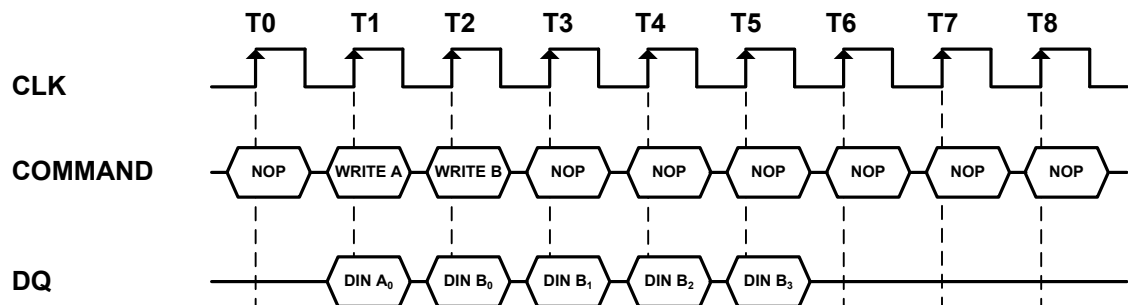 T0 T1 T2 T3 T4 T5 T6 T7 T8
CLK
COMMAND NOP WRITE A WRITE B NOP NOP NOP NOP NOP NOP
DQ DIN A₀ DIN B₀ DIN B₁ DIN B₂ DIN B₃